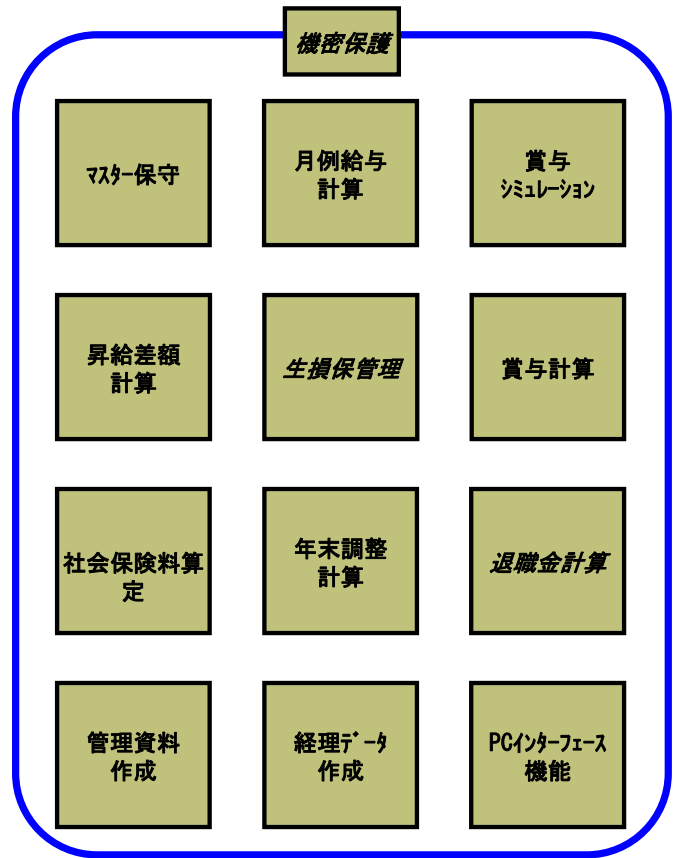 機密保護
ﾏｽﾀｰ保守
月例給与
計算
賞与
ｼﾐｭﾚｰｼｮﾝ
昇給差額
計算
生損保管理
賞与計算
社会保険料算
定
年末調整
計算
退職金計算
管理資料
作成
経理ﾃﾞｰﾀ
作成
PCｲﾝﾀｰﾌｪｰｽ
機能